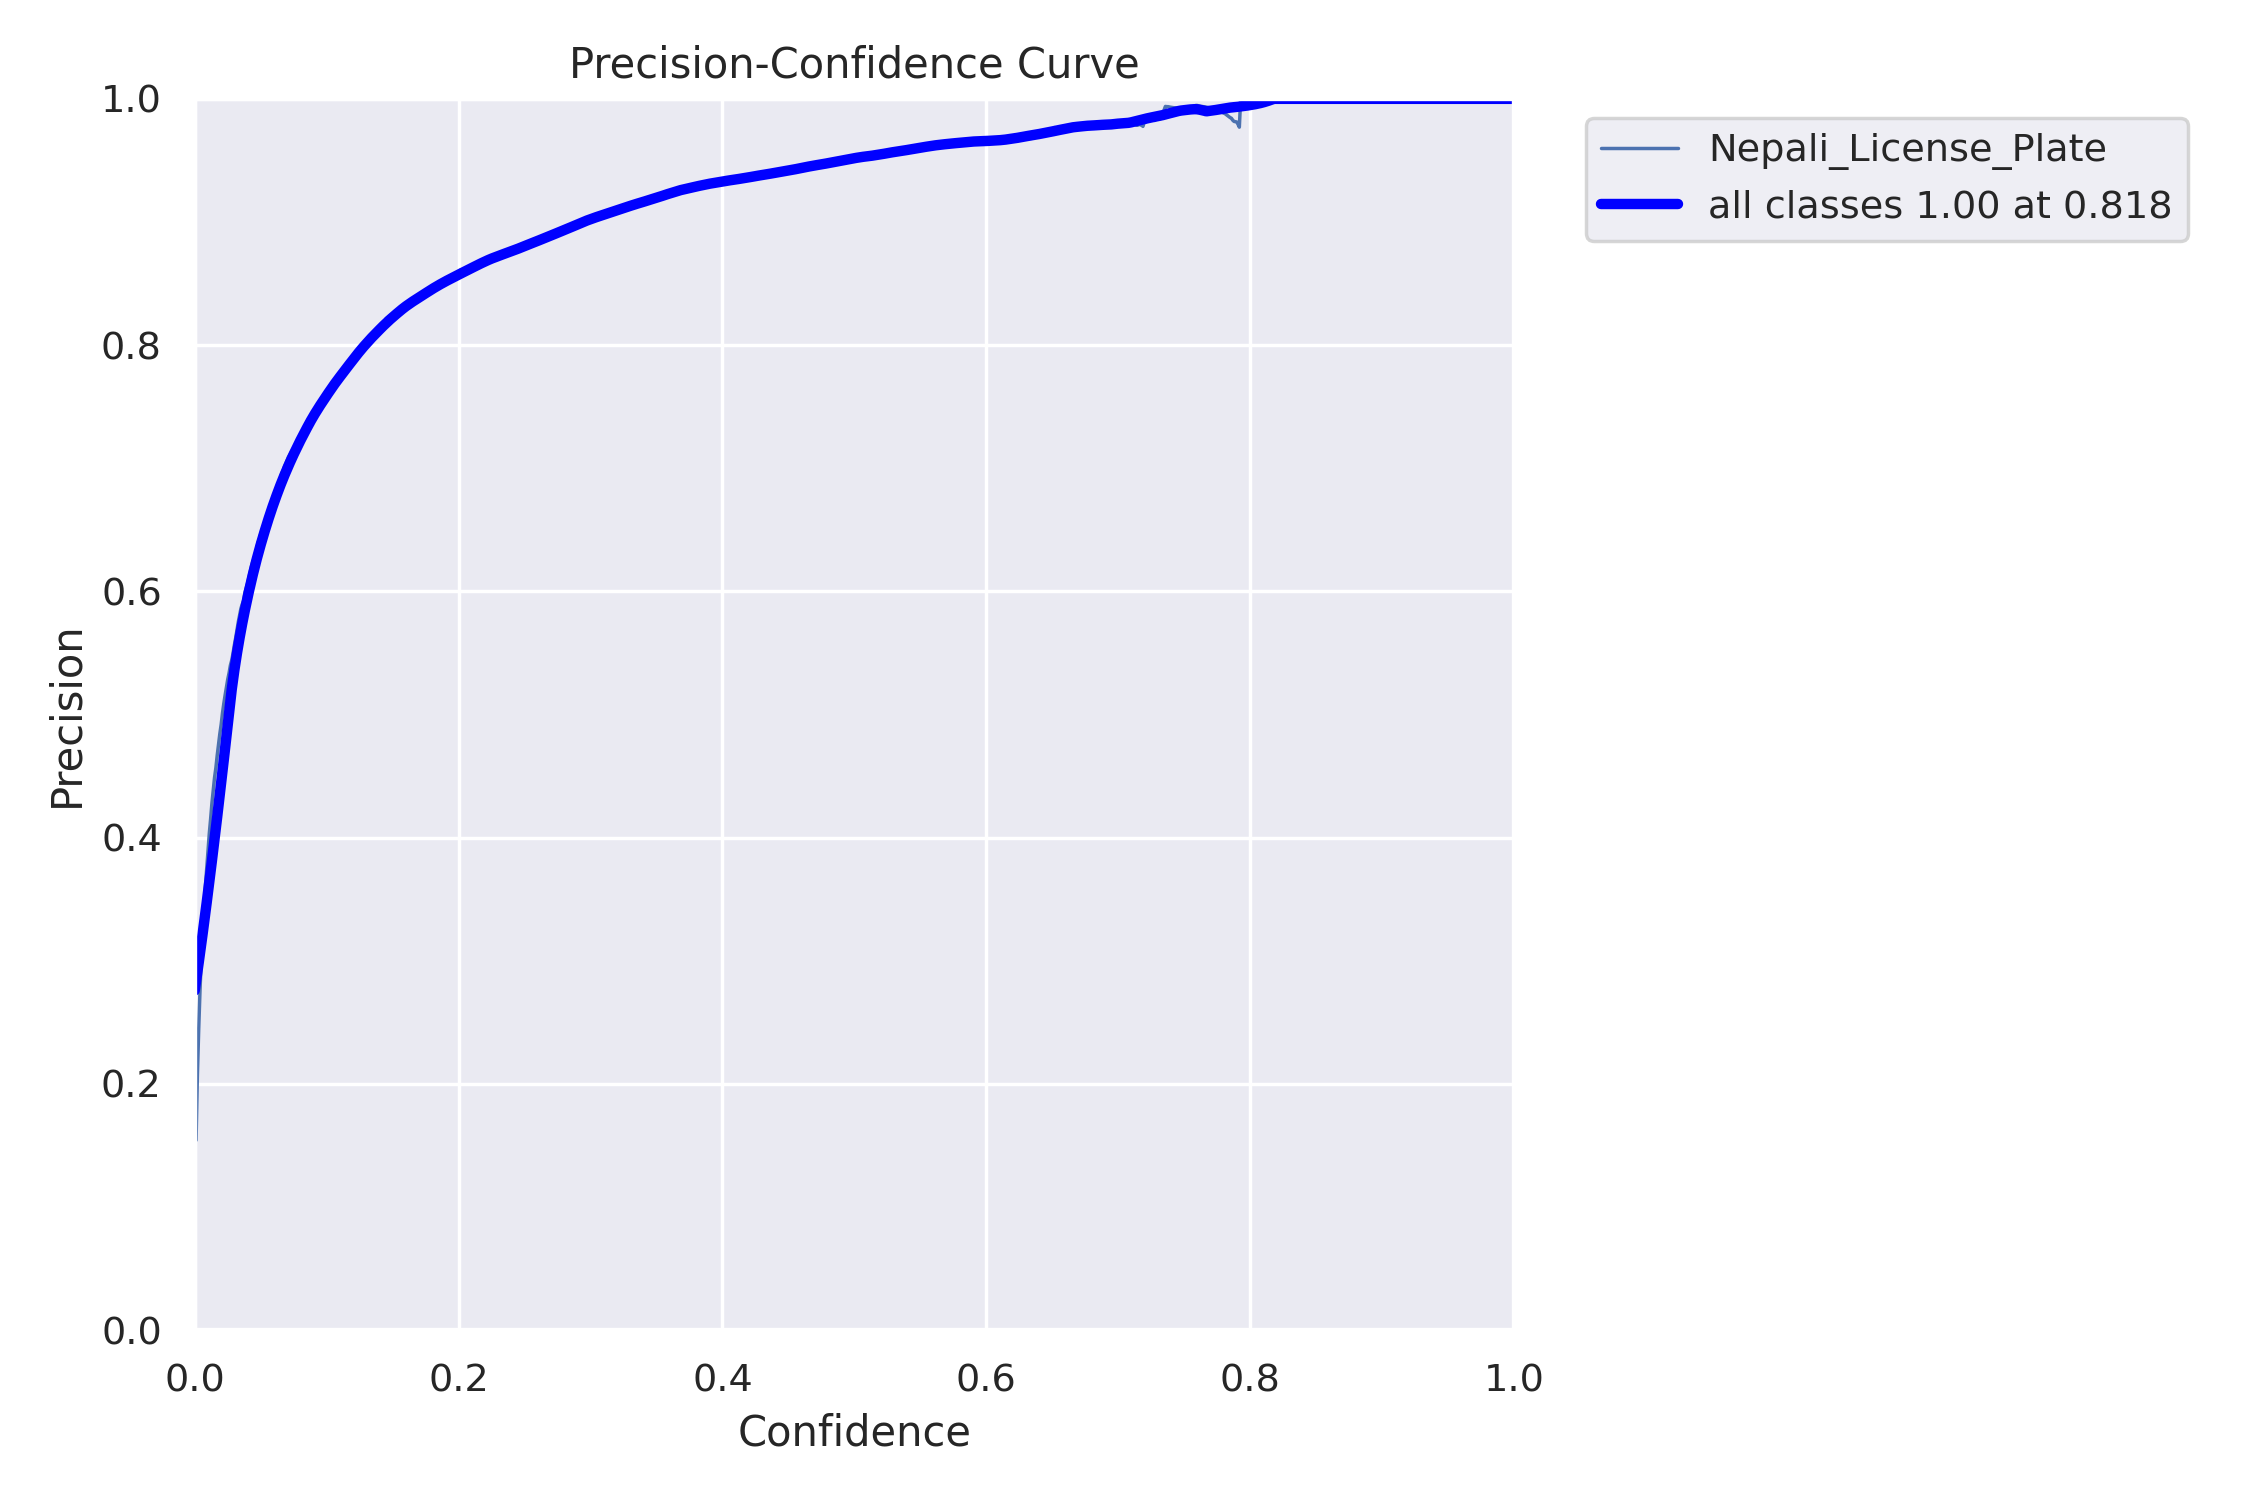 Precision-Confidence Curve
1.0
0.8
0.6
0.4
0.2
0.0
Precision
0.0 0.2 0.4 0.6 0.8 1.0
Confidence
Nepali_License_Plate
all classes 1.00 at 0.818